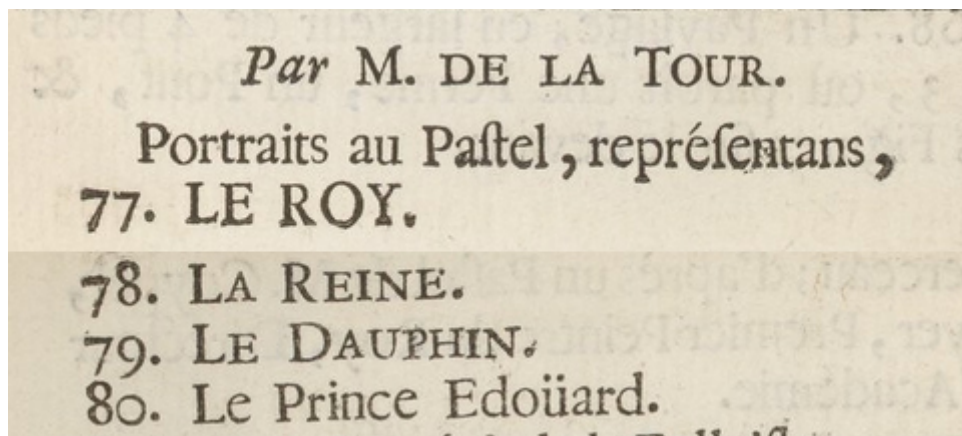 Par M. DE LA TOUR.
Portraits au Paſtel, repréſentans,
77. LE ROY.
78. LA REINE.
79. LE DAUPHIN.
80. Le Prince Edoüard.